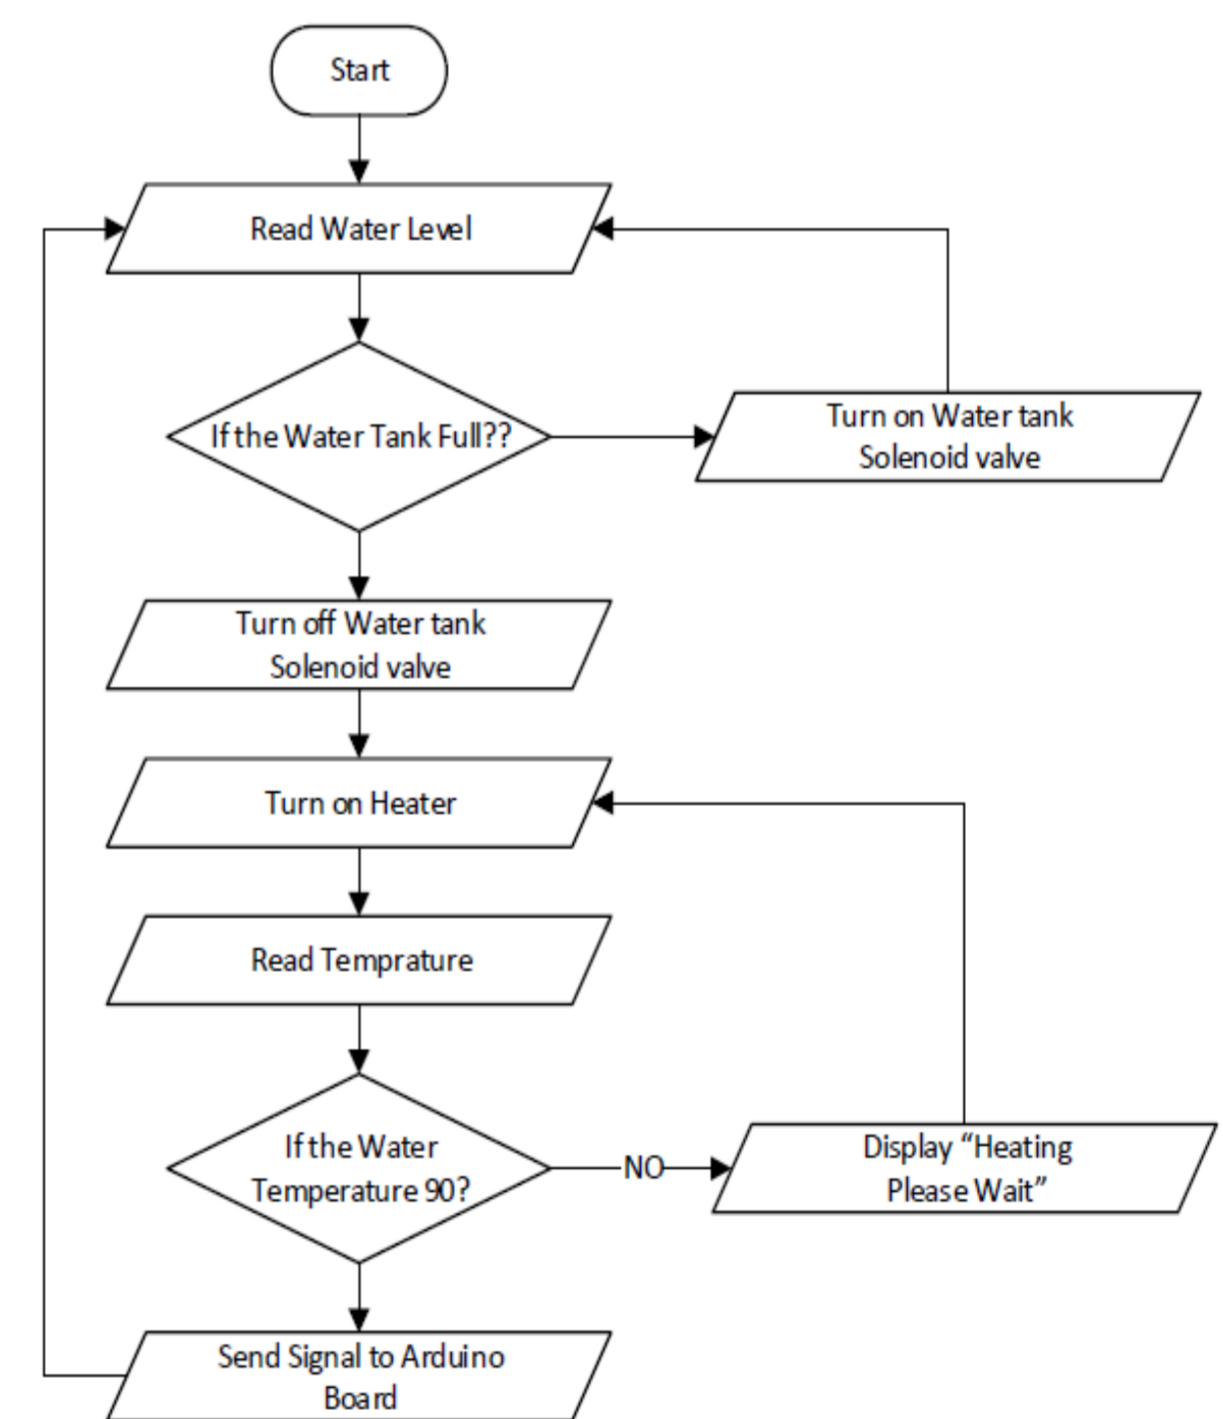 Start
Read Water Level
If the Water Tank Full??
Turn on Water tank
Solenoid valve
Turn off Water tank
Solenoid valve
Turn on Heater
Read Temprature
If the Water
Temperature 90?
NO
Display “Heating
Please Wait”
Send Signal to Arduino
Board